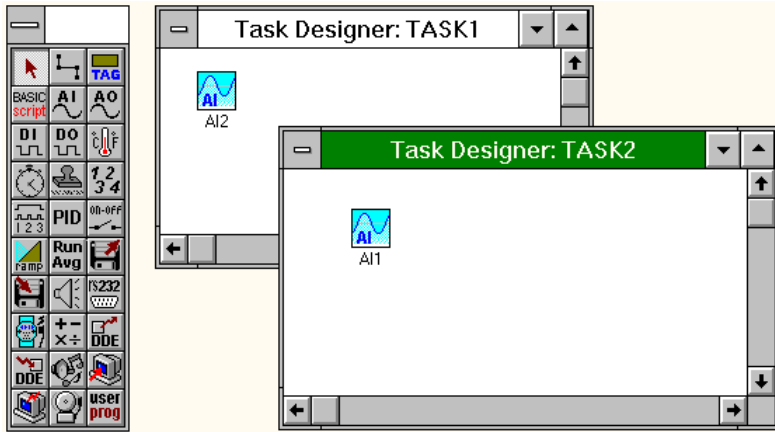 Task Designer: TASK1
AI
AI2
Task Designer: TASK2
AI
AI1
TAG
BASIC script AI AO
DI DO °C °F
1 2 3 4
1 2 3 PID on-off
ramp Run Avg
rs232
+ − × ÷ DDE
DDE
user prog